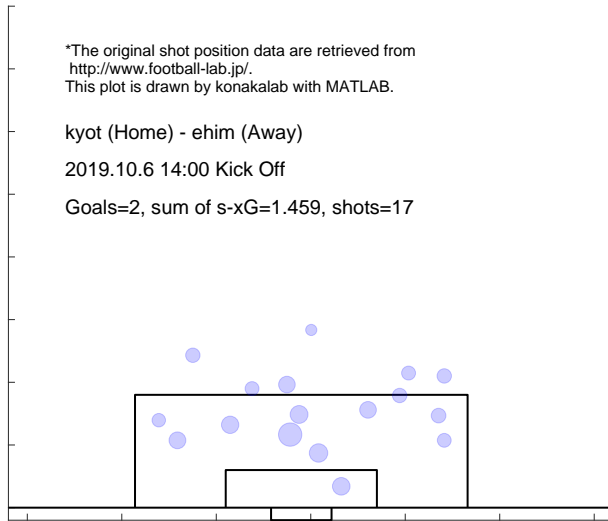 *The original shot position data are retrieved from
http://www.football-lab.jp/.
This plot is drawn by konakalab with MATLAB.
kyot (Home) - ehim (Away)
2019.10.6 14:00 Kick Off
Goals=2, sum of s-xG=1.459, shots=17